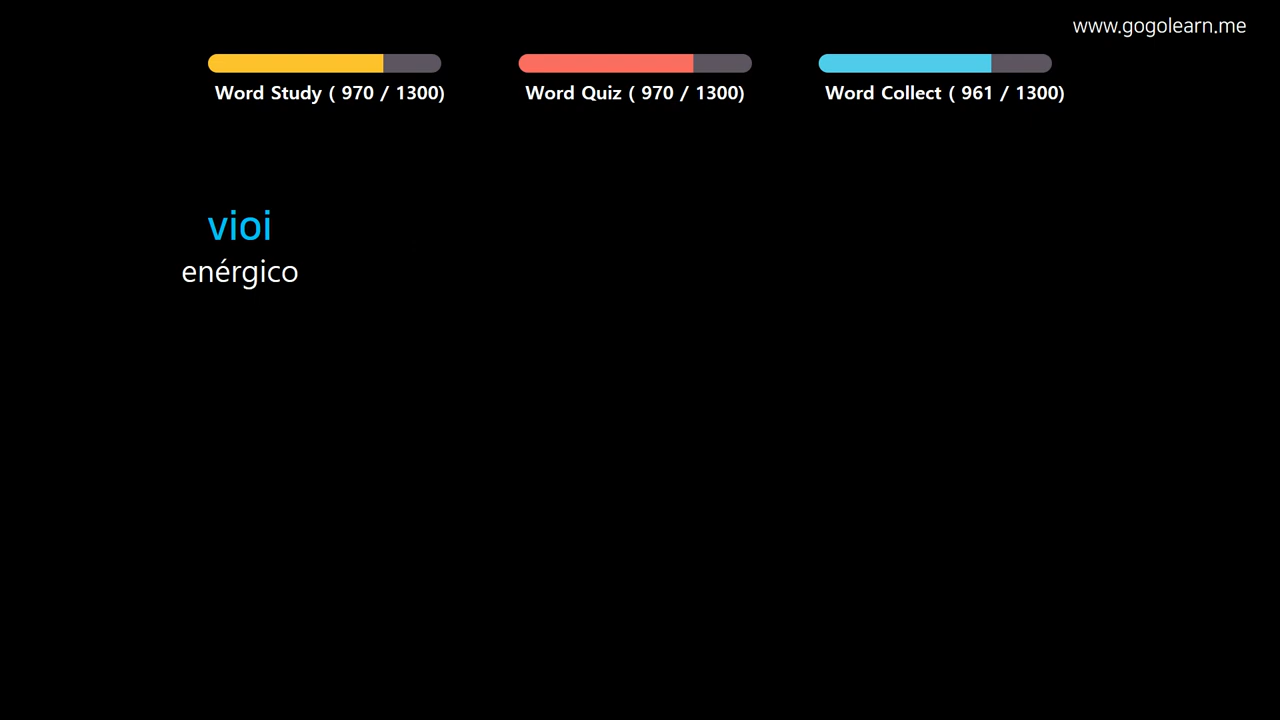 www.gogolearn.me
Word Study ( 970 / 1300)
Word Quiz ( 970 / 1300)
Word Collect ( 961 / 1300)
vioi
enérgico